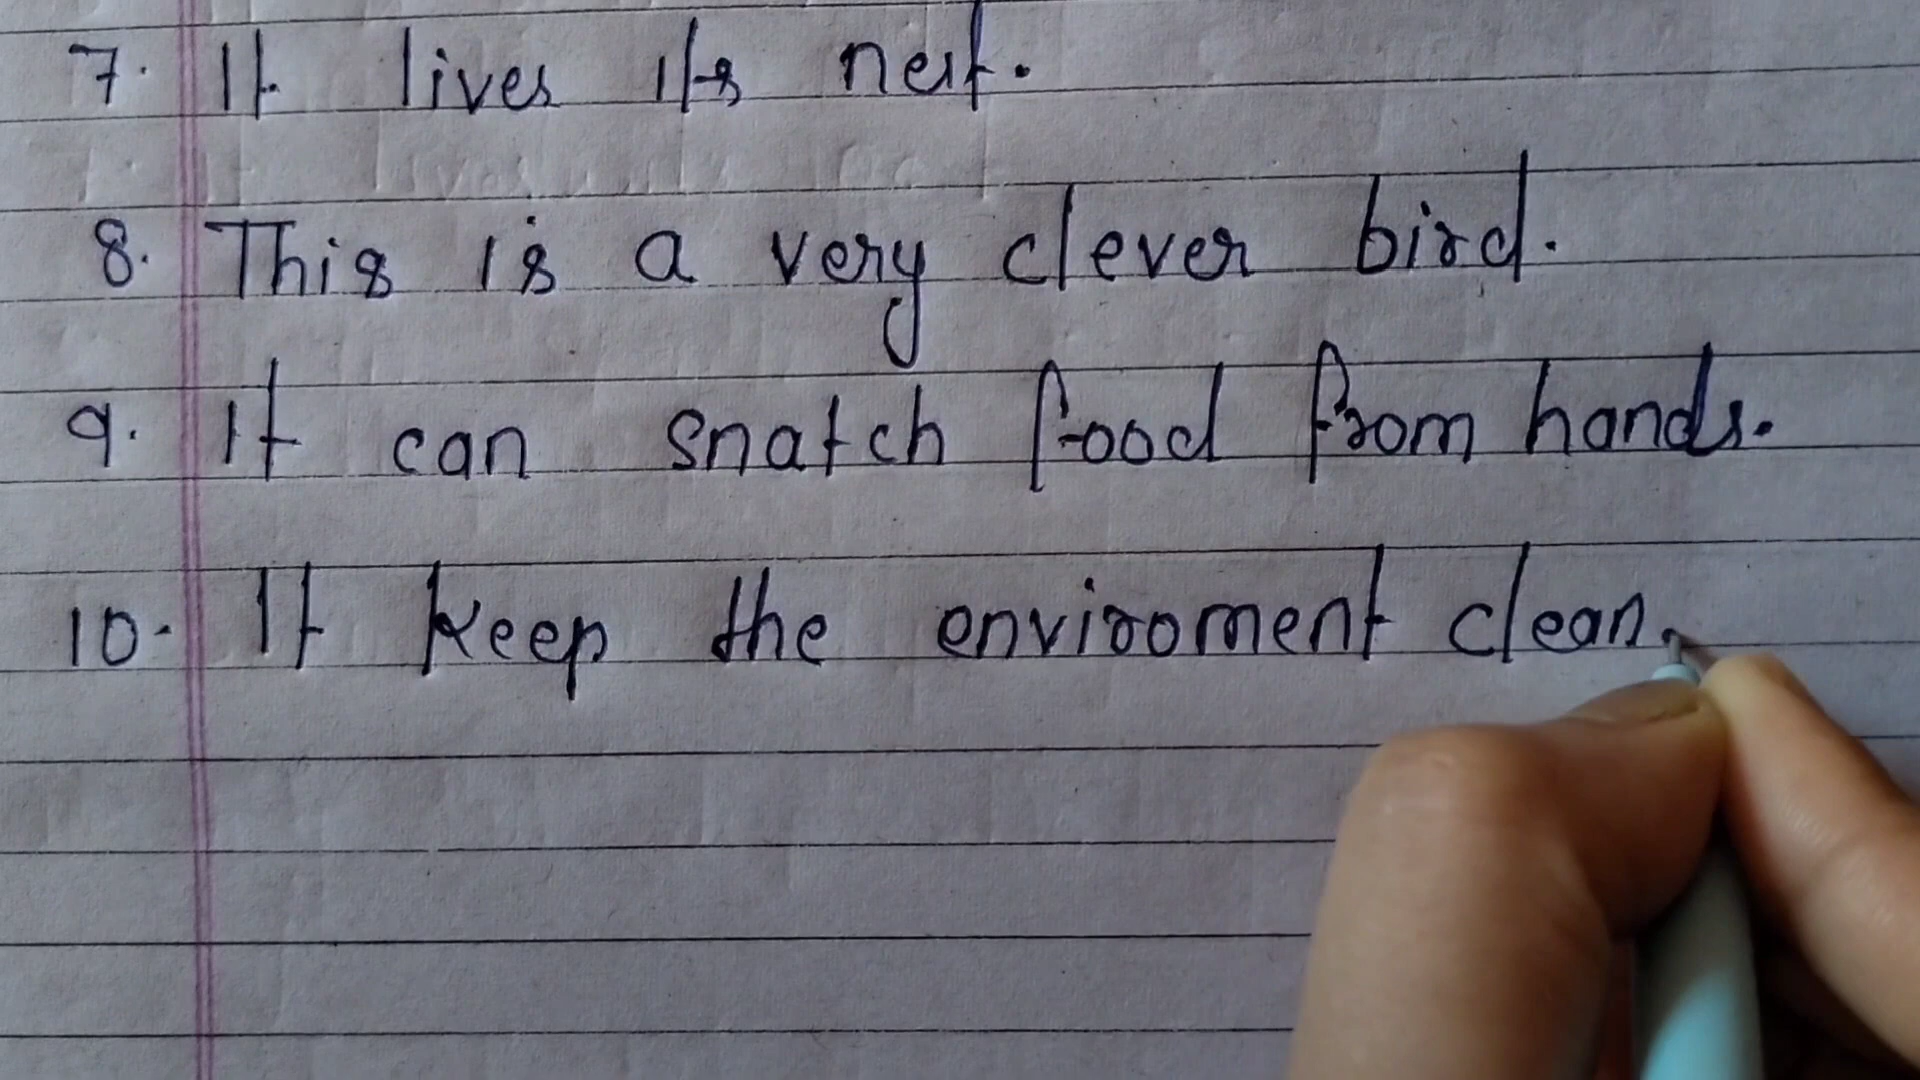 7. It lives its nest.
8. This is a very clever bird.
9. It can snatch food from hands.
10. It keep the enviroment clean.